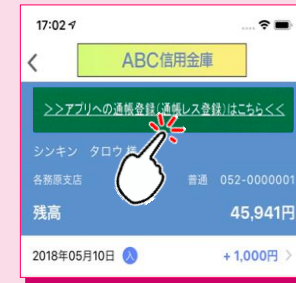 17:02
ABC信用金庫
>>アプリへの通帳登録(通帳レス登録)はこちら<<
シンキン タロウ 様
各務原支店 普通 052-0000001
残高 45,941円
2018年05月10日 入 +1,000円